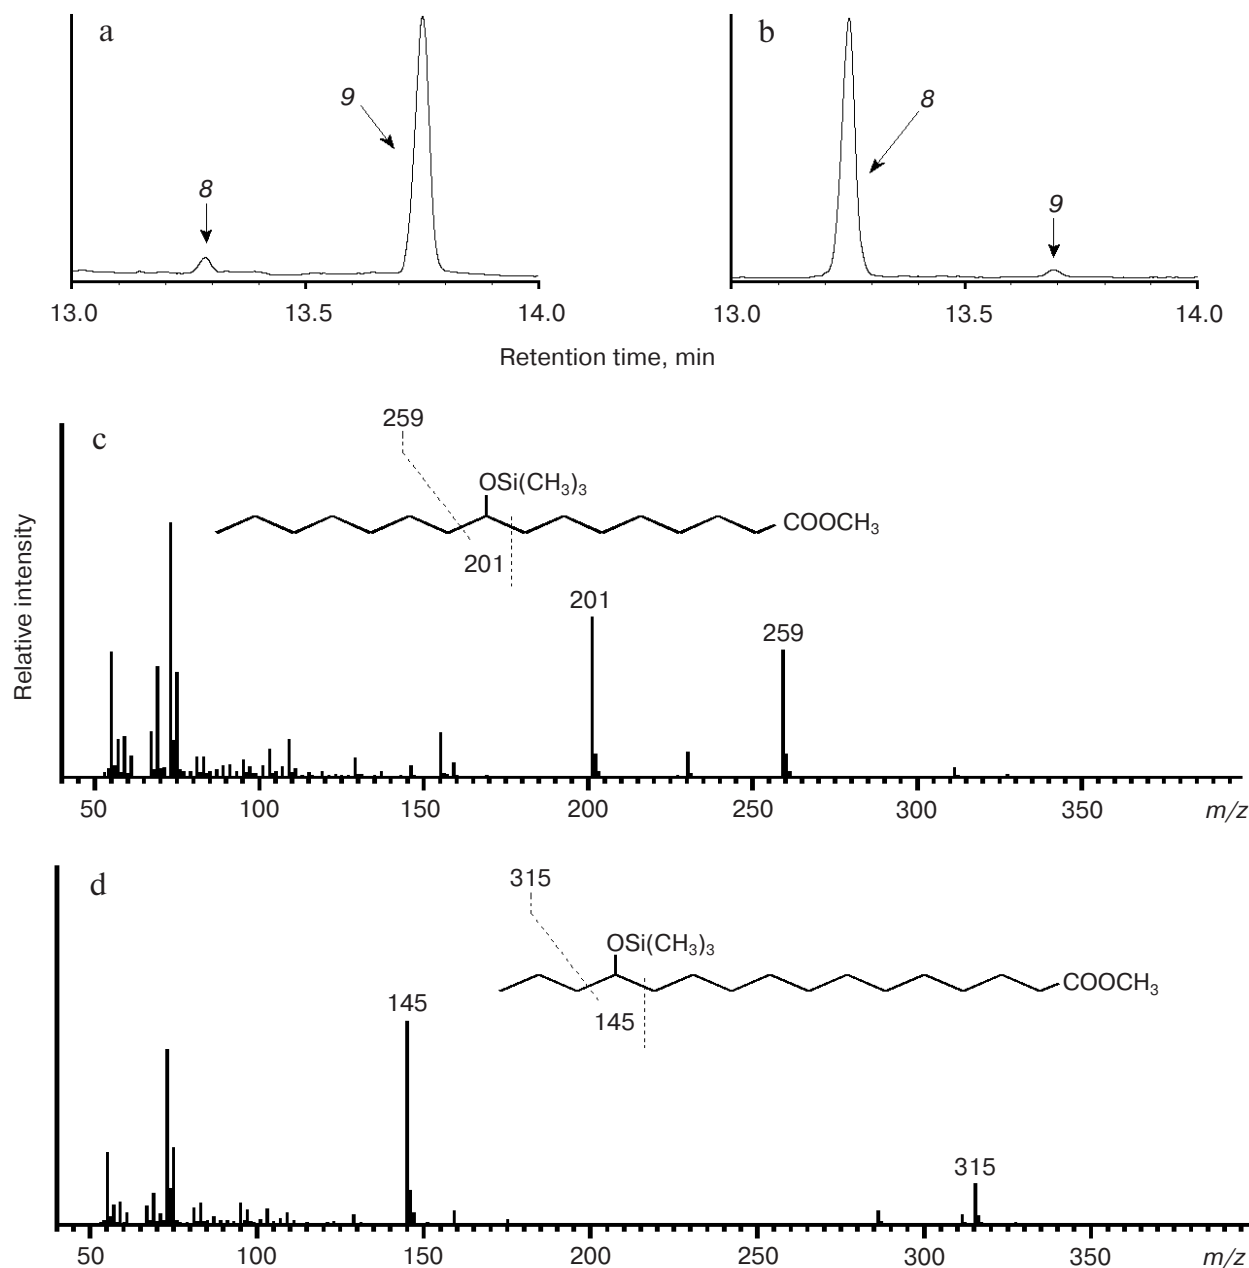 a
9
8
13.0 13.5 14.0
b
8
9
13.0 13.5 14.0
Retention time, min
Relative intensity
c
259
OSi(CH₃)₃
COOCH₃
201
201
259
50 100 150 200 250 300 350 m/z
d
315
OSi(CH₃)₃
COOCH₃
145
145
315
50 100 150 200 250 300 350 m/z